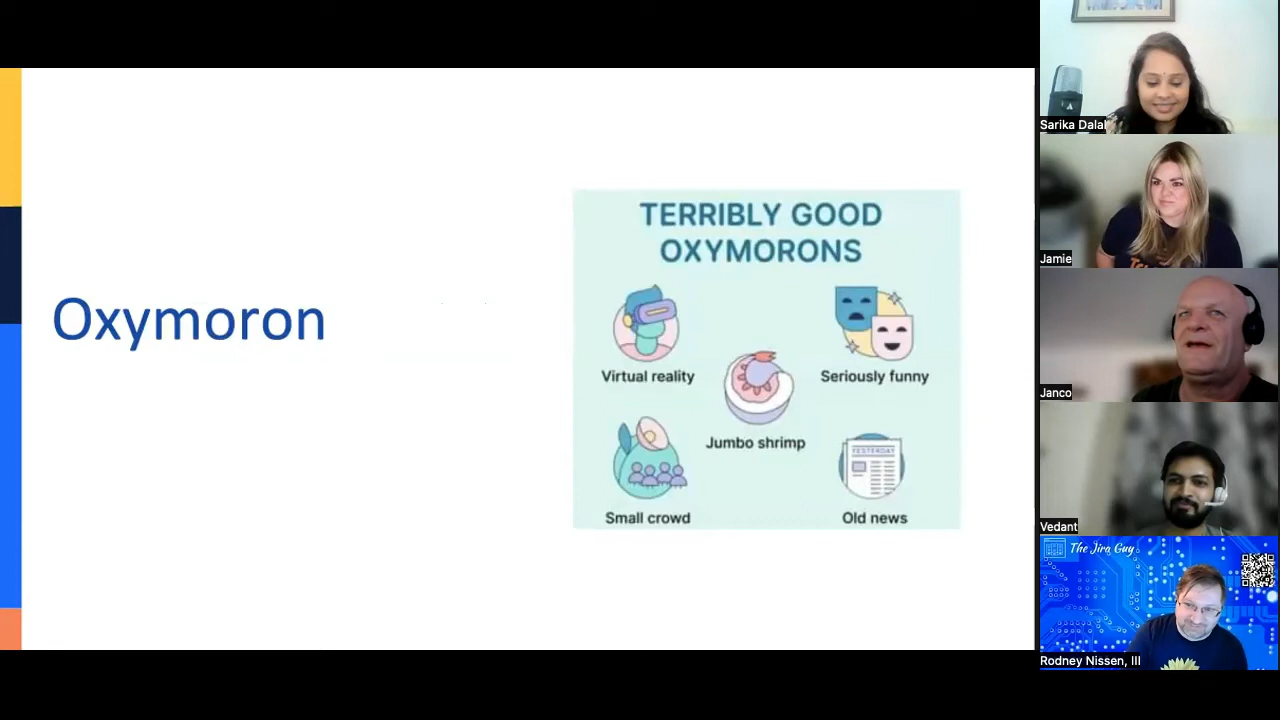 Oxymoron
TERRIBLY GOOD
OXYMORONS
Virtual reality
Seriously funny
Jumbo shrimp
YESTERDAY
Small crowd
Old news
Sarika Dalal
Jamie
Janco
Vedant
The Jira Guy
Rodney Nissen, III